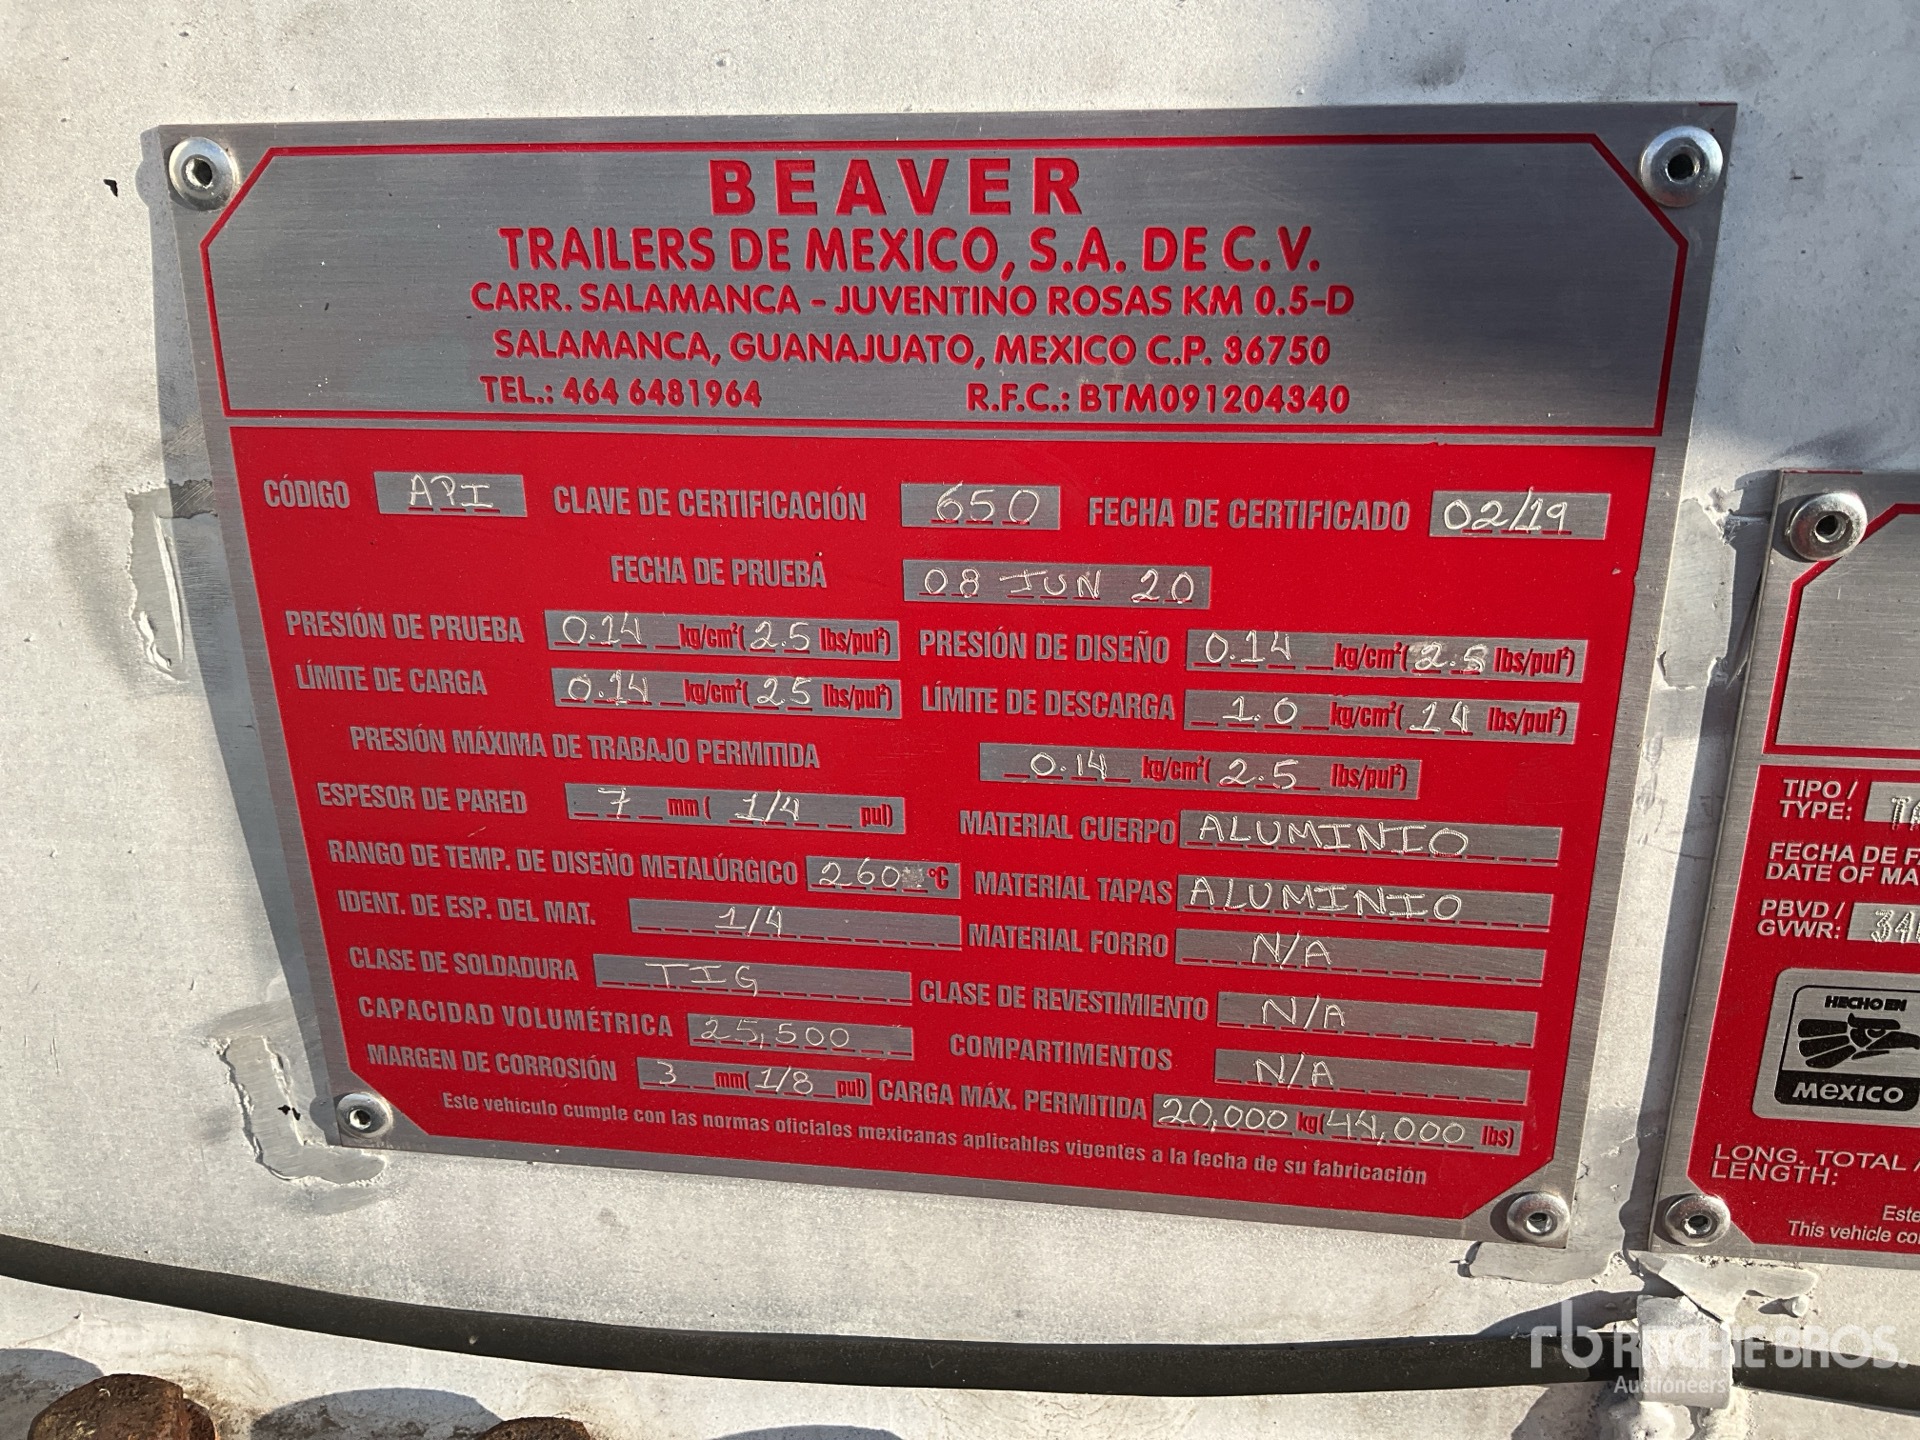 BEAVER
TRAILERS DE MEXICO, S.A. DE C.V.
CARR. SALAMANCA - JUVENTINO ROSAS KM 0.5-D
SALAMANCA, GUANAJUATO, MEXICO C.P. 36750
TEL.: 464 6481964 R.F.C.: BTM091204340
CÓDIGO API CLAVE DE CERTIFICACIÓN 650 FECHA DE CERTIFICADO 02/19
FECHA DE PRUEBA 08 JUN 20
PRESIÓN DE PRUEBA 0.14 kg/cm²( 2.5 lbs/pul²) PRESIÓN DE DISEÑO 0.14 kg/cm²( 2.5 lbs/pul²)
LÍMITE DE CARGA 0.14 kg/cm²( 25 lbs/pul²) LÍMITE DE DESCARGA 1.0 kg/cm²( 14 lbs/pul²)
PRESIÓN MÁXIMA DE TRABAJO PERMITIDA 0.14 kg/cm²( 2.5 lbs/pul²)
ESPESOR DE PARED 7 mm( 1/4 pul) MATERIAL CUERPO ALUMINIO
RANGO DE TEMP. DE DISEÑO METALÚRGICO 260 °C MATERIAL TAPAS ALUMINIO
IDENT. DE ESP. DEL MAT. 1/4 MATERIAL FORRO N/A
CLASE DE SOLDADURA TIG CLASE DE REVESTIMIENTO N/A
CAPACIDAD VOLUMÉTRICA 25,500 COMPARTIMENTOS N/A
MARGEN DE CORROSIÓN 3 mm( 1/8 pul) CARGA MÁX. PERMITIDA 20,000 kg( 44,000 lbs)
Este vehículo cumple con las normas oficiales mexicanas aplicables vigentes a la fecha de su fabricación
TIPO /
TYPE:
FECHA DE
DATE OF
PBVD /
GVWR:
HECHO EN
MEXICO
LONG. TOTAL /
LENGTH:
Este
This vehicle
rb RITCHIE BROS.
Auctioneers